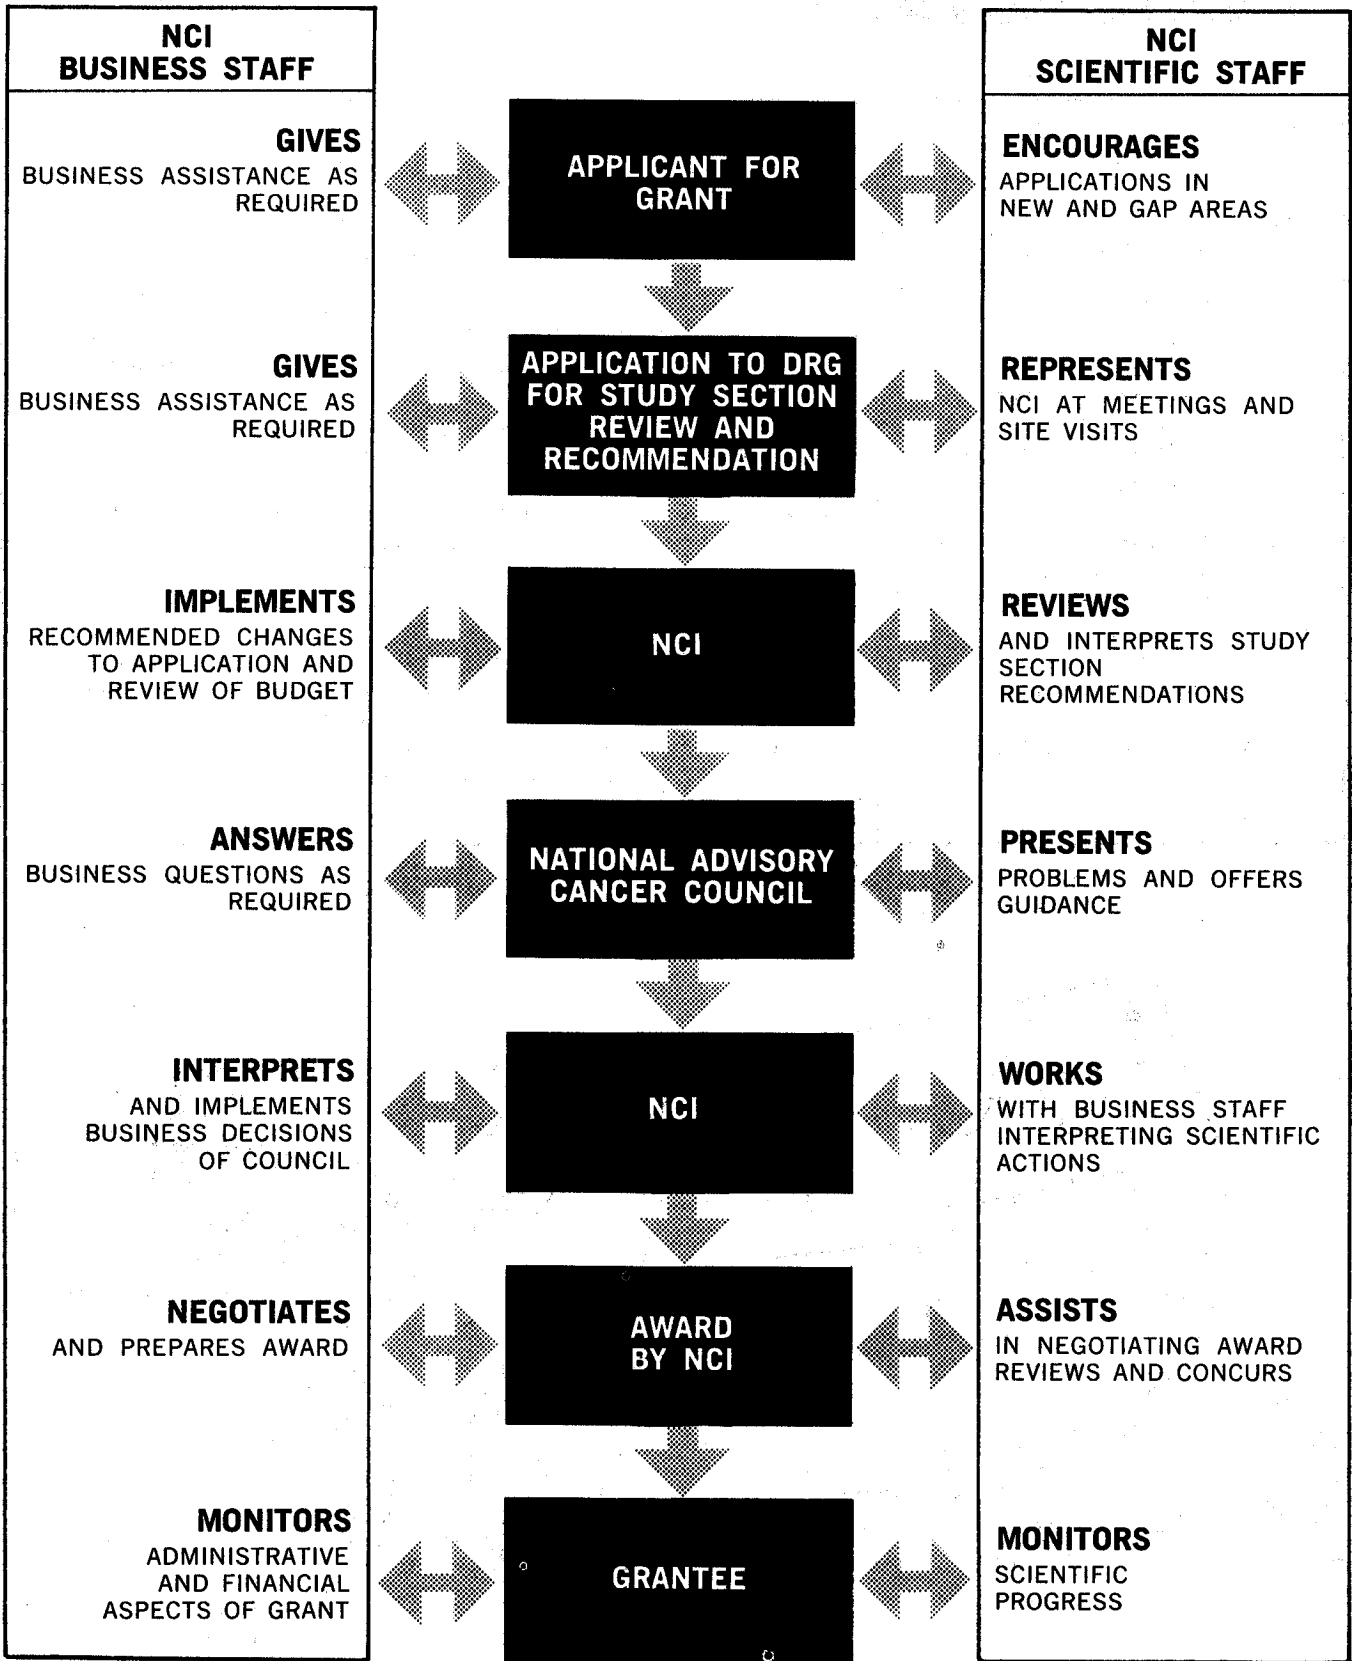 NCI
BUSINESS STAFF
NCI
SCIENTIFIC STAFF
GIVES
BUSINESS ASSISTANCE AS
REQUIRED
APPLICANT FOR
GRANT
ENCOURAGES
APPLICATIONS IN
NEW AND GAP AREAS
GIVES
BUSINESS ASSISTANCE AS
REQUIRED
APPLICATION TO DRG
FOR STUDY SECTION
REVIEW AND
RECOMMENDATION
REPRESENTS
NCI AT MEETINGS AND
SITE VISITS
IMPLEMENTS
RECOMMENDED CHANGES
TO APPLICATION AND
REVIEW OF BUDGET
NCI
REVIEWS
AND INTERPRETS STUDY
SECTION
RECOMMENDATIONS
ANSWERS
BUSINESS QUESTIONS AS
REQUIRED
NATIONAL ADVISORY
CANCER COUNCIL
PRESENTS
PROBLEMS AND OFFERS
GUIDANCE
INTERPRETS
AND IMPLEMENTS
BUSINESS DECISIONS
OF COUNCIL
NCI
WORKS
WITH BUSINESS STAFF
INTERPRETING SCIENTIFIC
ACTIONS
NEGOTIATES
AND PREPARES AWARD
AWARD
BY NCI
ASSISTS
IN NEGOTIATING AWARD
REVIEWS AND CONCURS
MONITORS
ADMINISTRATIVE
AND FINANCIAL
ASPECTS OF GRANT
GRANTEE
MONITORS
SCIENTIFIC
PROGRESS